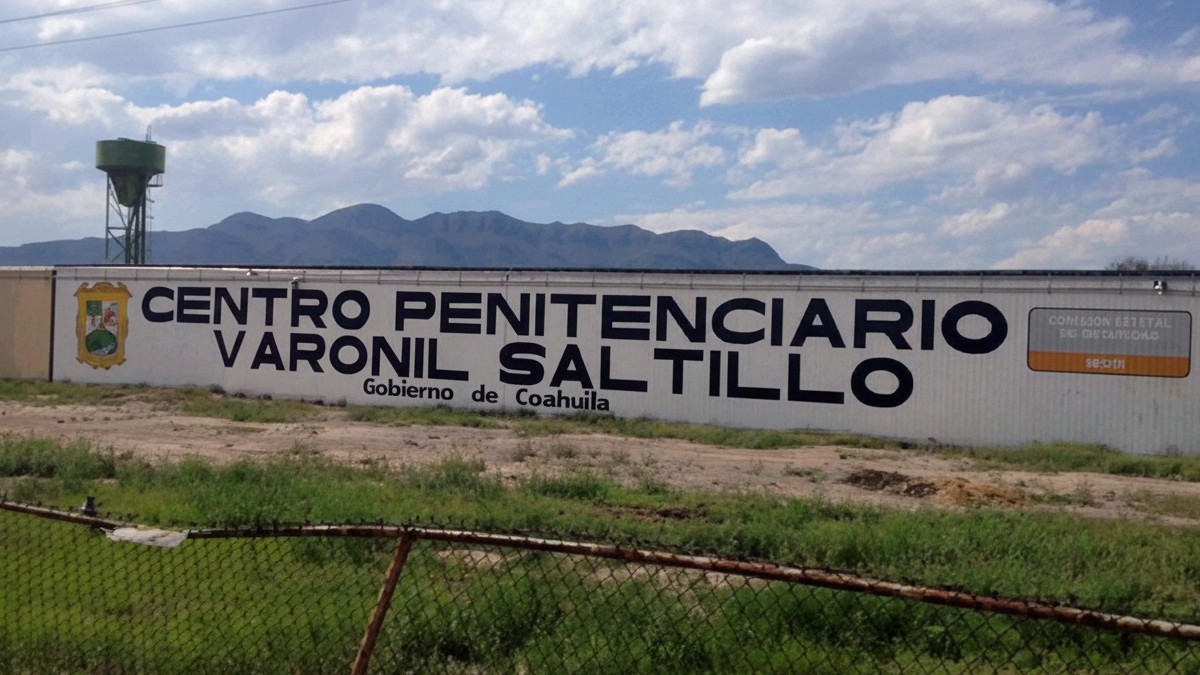 CENTRO PENITENCIARIO
VARONIL SALTILLO
Gobierno de Coahuila